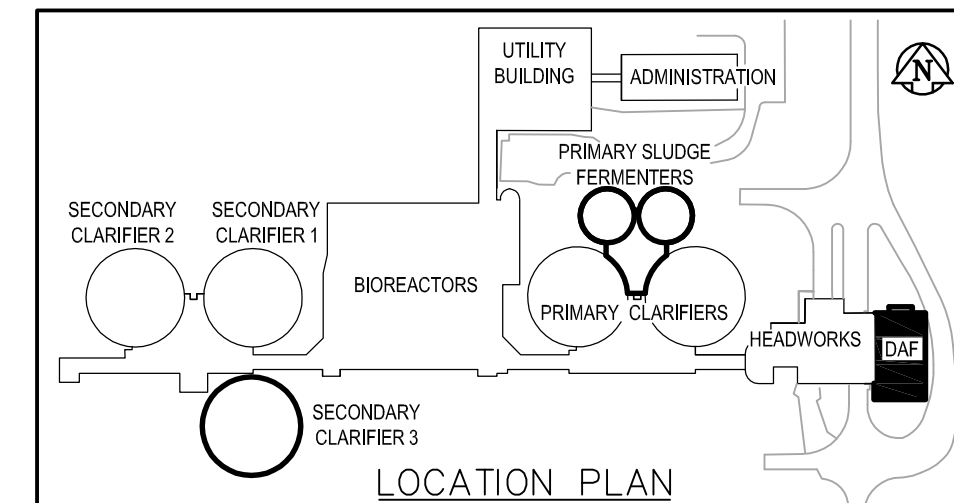 UTILITY
BUILDING
ADMINISTRATION
N
PRIMARY SLUDGE
FERMENTERS
SECONDARY
CLARIFIER 2
SECONDARY
CLARIFIER 1
BIOREACTORS
PRIMARY CLARIFIERS
HEADWORKS
DAF
SECONDARY
CLARIFIER 3
LOCATION PLAN